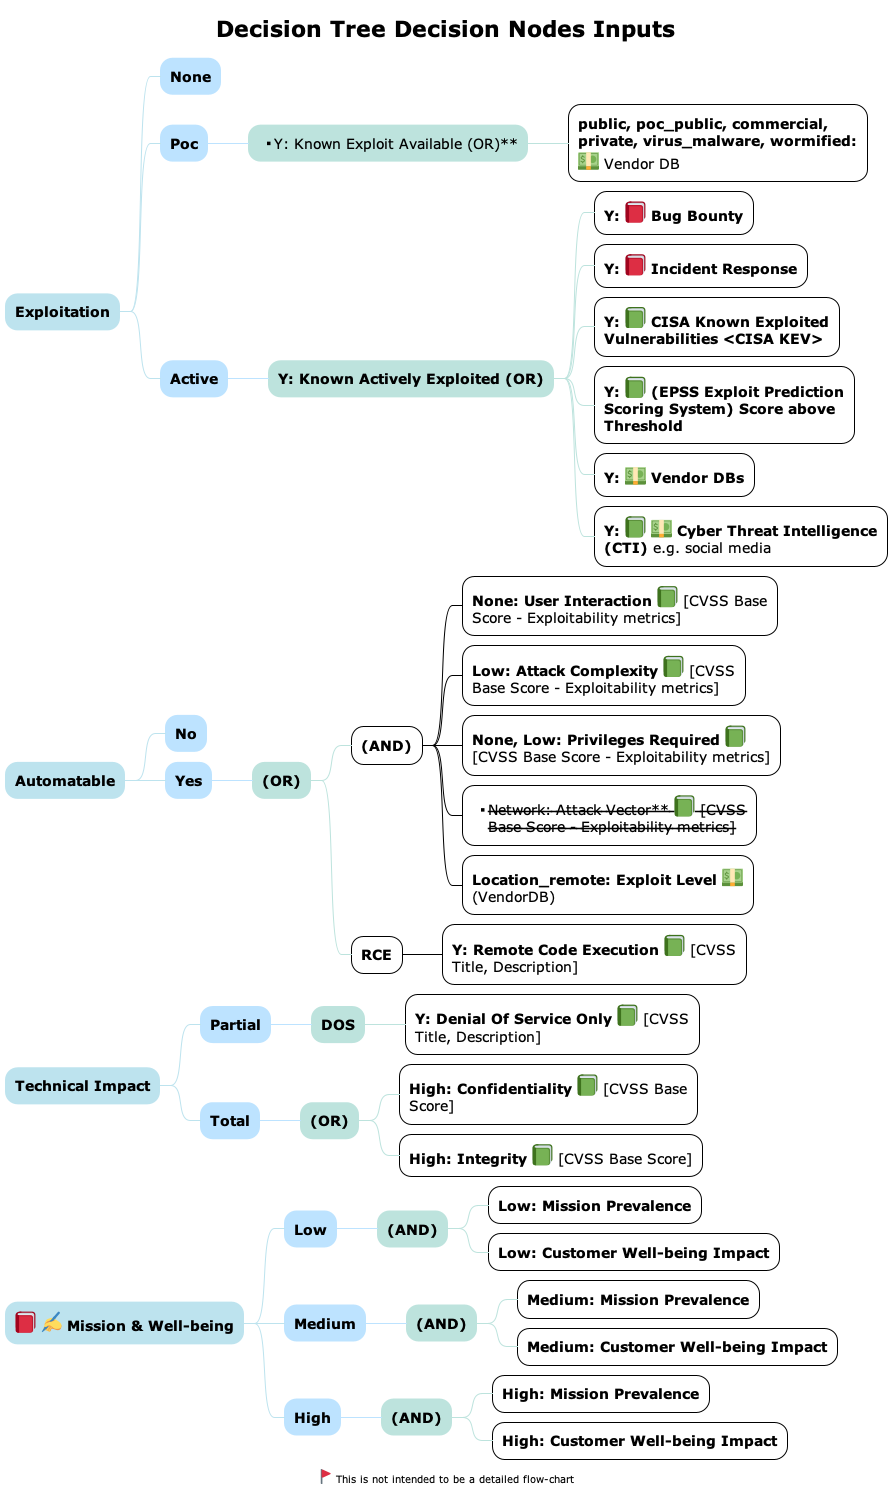 Decision Tree Decision Nodes Inputs
None
Poc
▪ Y: Known Exploit Available (OR)**
public, poc_public, commercial,
private, virus_malware, wormified:
💵 Vendor DB
Exploitation
Active
Y: Known Actively Exploited (OR)
Y: 📕 Bug Bounty
Y: 📕 Incident Response
Y: 📗 CISA Known Exploited
Vulnerabilities <CISA KEV>
Y: 📗 (EPSS Exploit Prediction
Scoring System) Score above
Threshold
Y: 💵 Vendor DBs
Y: 📗 💵 Cyber Threat Intelligence
(CTI) e.g. social media
Automatable
No
Yes
(OR)
(AND)
None: User Interaction 📗 [CVSS Base
Score - Exploitability metrics]
Low: Attack Complexity 📗 [CVSS
Base Score - Exploitability metrics]
None, Low: Privileges Required 📗
[CVSS Base Score - Exploitability metrics]
▪ Network: Attack Vector** 📗 [CVSS
Base Score - Exploitability metrics]
Location_remote: Exploit Level 💵
(VendorDB)
RCE
Y: Remote Code Execution 📗 [CVSS
Title, Description]
Technical Impact
Partial
DOS
Y: Denial Of Service Only 📗 [CVSS
Title, Description]
Total
(OR)
High: Confidentiality 📗 [CVSS Base
Score]
High: Integrity 📗 [CVSS Base Score]
📕 ✍ Mission & Well-being
Low
(AND)
Low: Mission Prevalence
Low: Customer Well-being Impact
Medium
(AND)
Medium: Mission Prevalence
Medium: Customer Well-being Impact
High
(AND)
High: Mission Prevalence
High: Customer Well-being Impact
🚩 This is not intended to be a detailed flow-chart